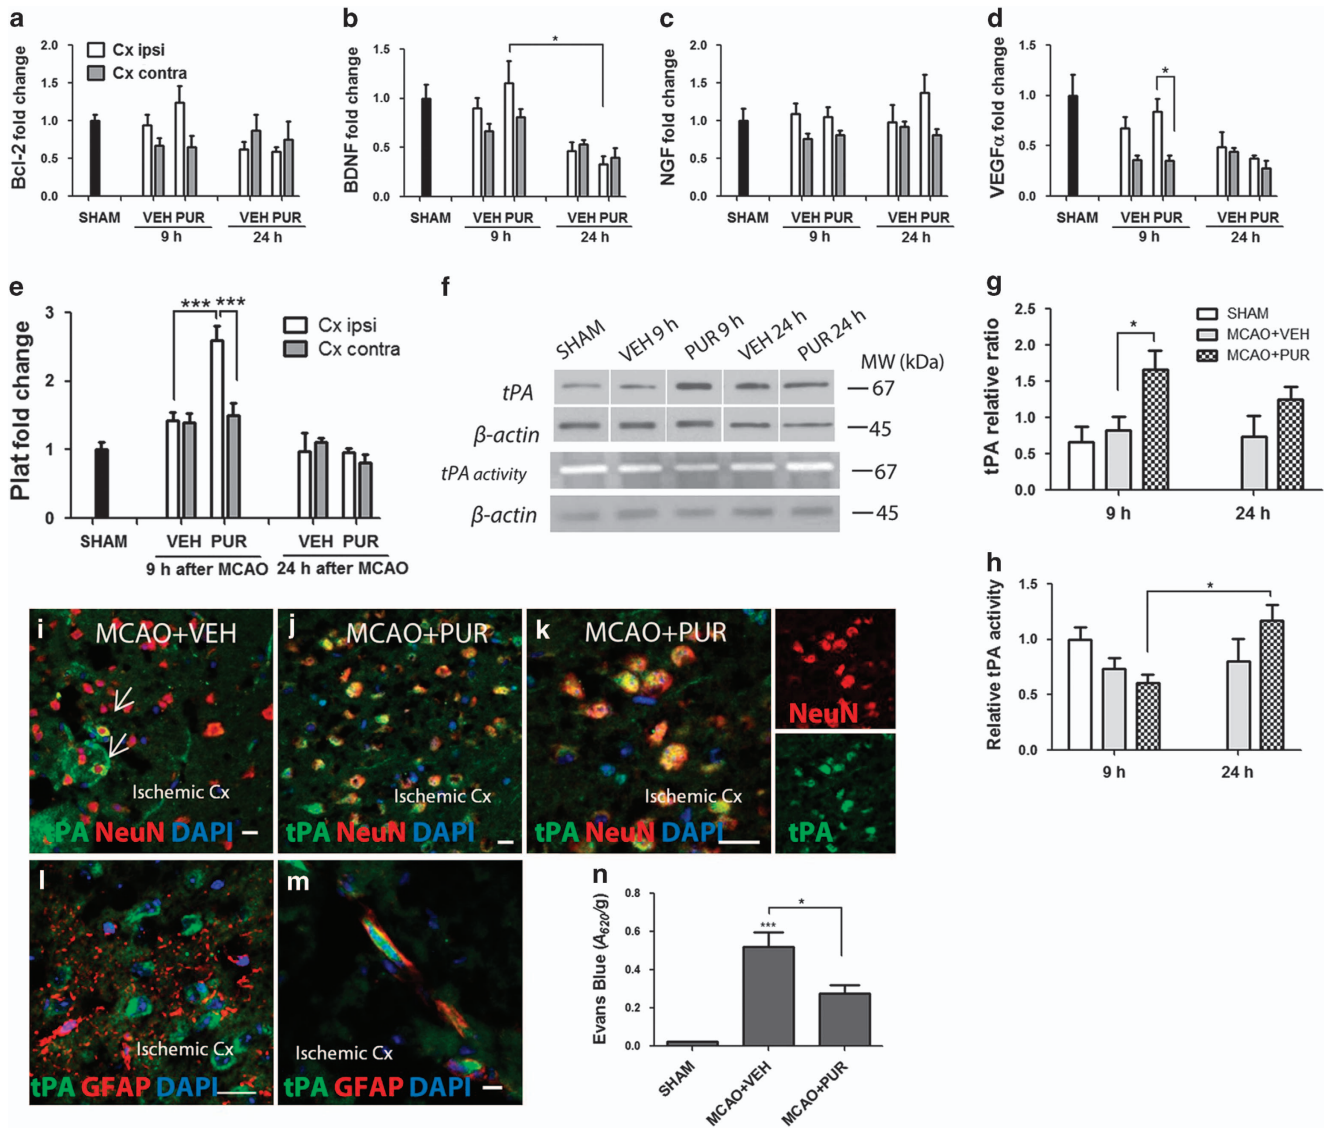 a
b
c
d
Bcl-2 fold change
2.0
1.5
1.0
0.5
0.0
Cx ipsi
Cx contra
SHAM
VEH PUR
VEH PUR
9 h
24 h
BDNF fold change
1.5
1.0
0.5
0.0
*
SHAM
VEH PUR
VEH PUR
9 h
24 h
NGF fold change
2.0
1.5
1.0
0.5
0.0
SHAM
VEH PUR
VEH PUR
9 h
24 h
VEGFα fold change
1.5
1.0
0.5
0.0
*
SHAM
VEH PUR
VEH PUR
9 h
24 h
e
Plat fold change
3
2
1
0
*** ***
Cx ipsi
Cx contra
SHAM
VEH PUR
VEH PUR
9 h after MCAO
24 h after MCAO
f
SHAM
VEH 9 h
PUR 9 h
VEH 24 h
PUR 24 h
MW (kDa)
tPA
67
β-actin
45
tPA activity
67
β-actin
45
g
tPA relative ratio
2.5
2.0
1.5
1.0
0.5
0.0
*
SHAM
MCAO+VEH
MCAO+PUR
9 h
24 h
h
Relative tPA activity
1.5
1.0
0.5
0.0
*
9 h
24 h
i
MCAO+VEH
Ischemic Cx
tPA NeuN DAPI
j
MCAO+PUR
Ischemic Cx
tPA NeuN DAPI
k
MCAO+PUR
Ischemic Cx
tPA NeuN DAPI
NeuN
tPA
l
Ischemic Cx
tPA GFAP DAPI
m
Ischemic Cx
tPA GFAP DAPI
n
Evans Blue (A620/g)
0.8
0.6
0.4
0.2
0.0
***
*
SHAM
MCAO+VEH
MCAO+PUR